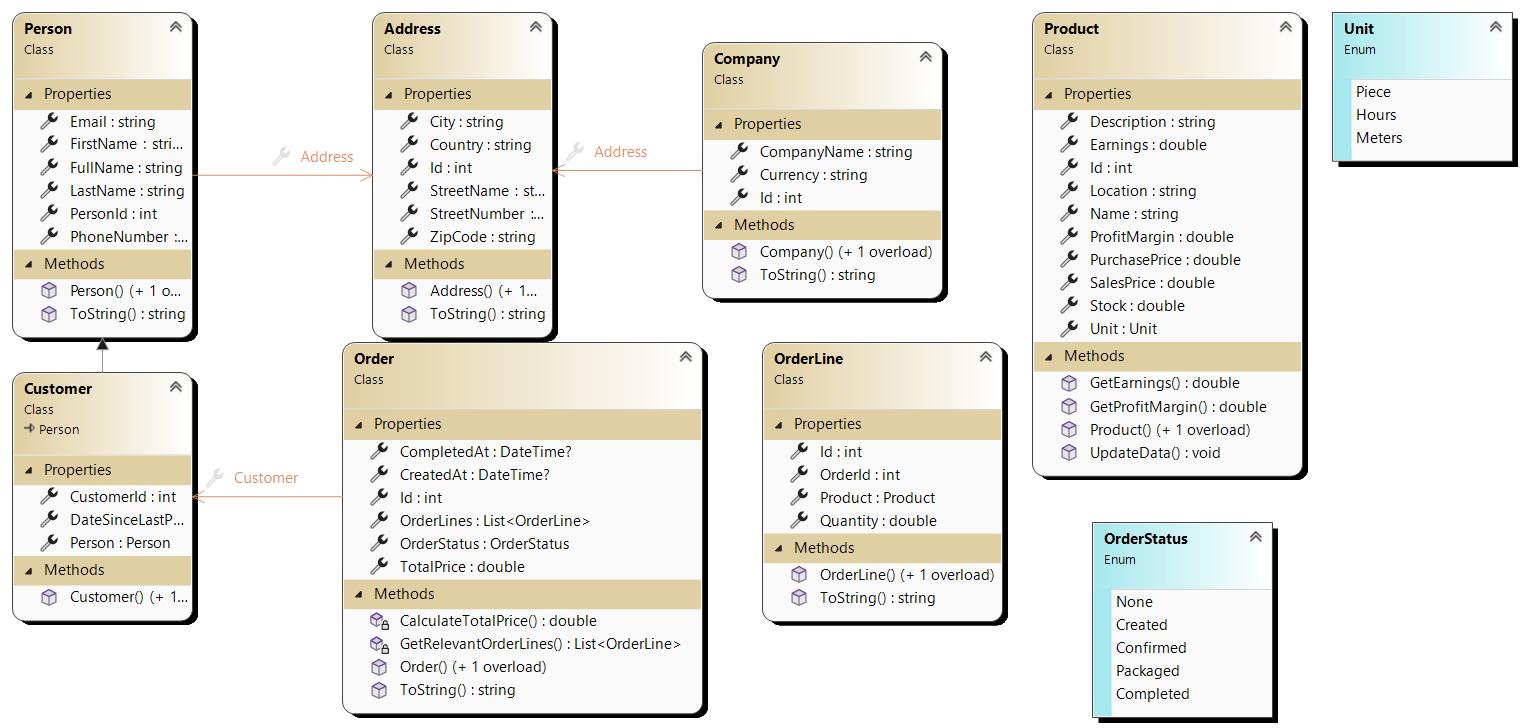 Person
Class
Properties
Email : string
FirstName : stri...
FullName : string
LastName : string
PersonId : int
PhoneNumber :...
Methods
Person() (+ 1 o...
ToString() : string
Address
Address
Class
Properties
City : string
Country : string
Id : int
StreetName : st...
StreetNumber :...
ZipCode : string
Methods
Address() (+ 1...
ToString() : string
Address
Company
Class
Properties
CompanyName : string
Currency : string
Id : int
Methods
Company() (+ 1 overload)
ToString() : string
Product
Class
Properties
Description : string
Earnings : double
Id : int
Location : string
Name : string
ProfitMargin : double
PurchasePrice : double
SalesPrice : double
Stock : double
Unit : Unit
Methods
GetEarnings() : double
GetProfitMargin() : double
Product() (+ 1 overload)
UpdateData() : void
Unit
Enum
Piece
Hours
Meters
Customer
Class
Person
Properties
CustomerId : int
DateSinceLastP...
Person : Person
Methods
Customer() (+ 1...
Customer
Order
Class
Properties
CompletedAt : DateTime?
CreatedAt : DateTime?
Id : int
OrderLines : List<OrderLine>
OrderStatus : OrderStatus
TotalPrice : double
Methods
CalculateTotalPrice() : double
GetRelevantOrderLines() : List<OrderLine>
Order() (+ 1 overload)
ToString() : string
OrderLine
Class
Properties
Id : int
OrderId : int
Product : Product
Quantity : double
Methods
OrderLine() (+ 1 overload)
ToString() : string
OrderStatus
Enum
None
Created
Confirmed
Packaged
Completed